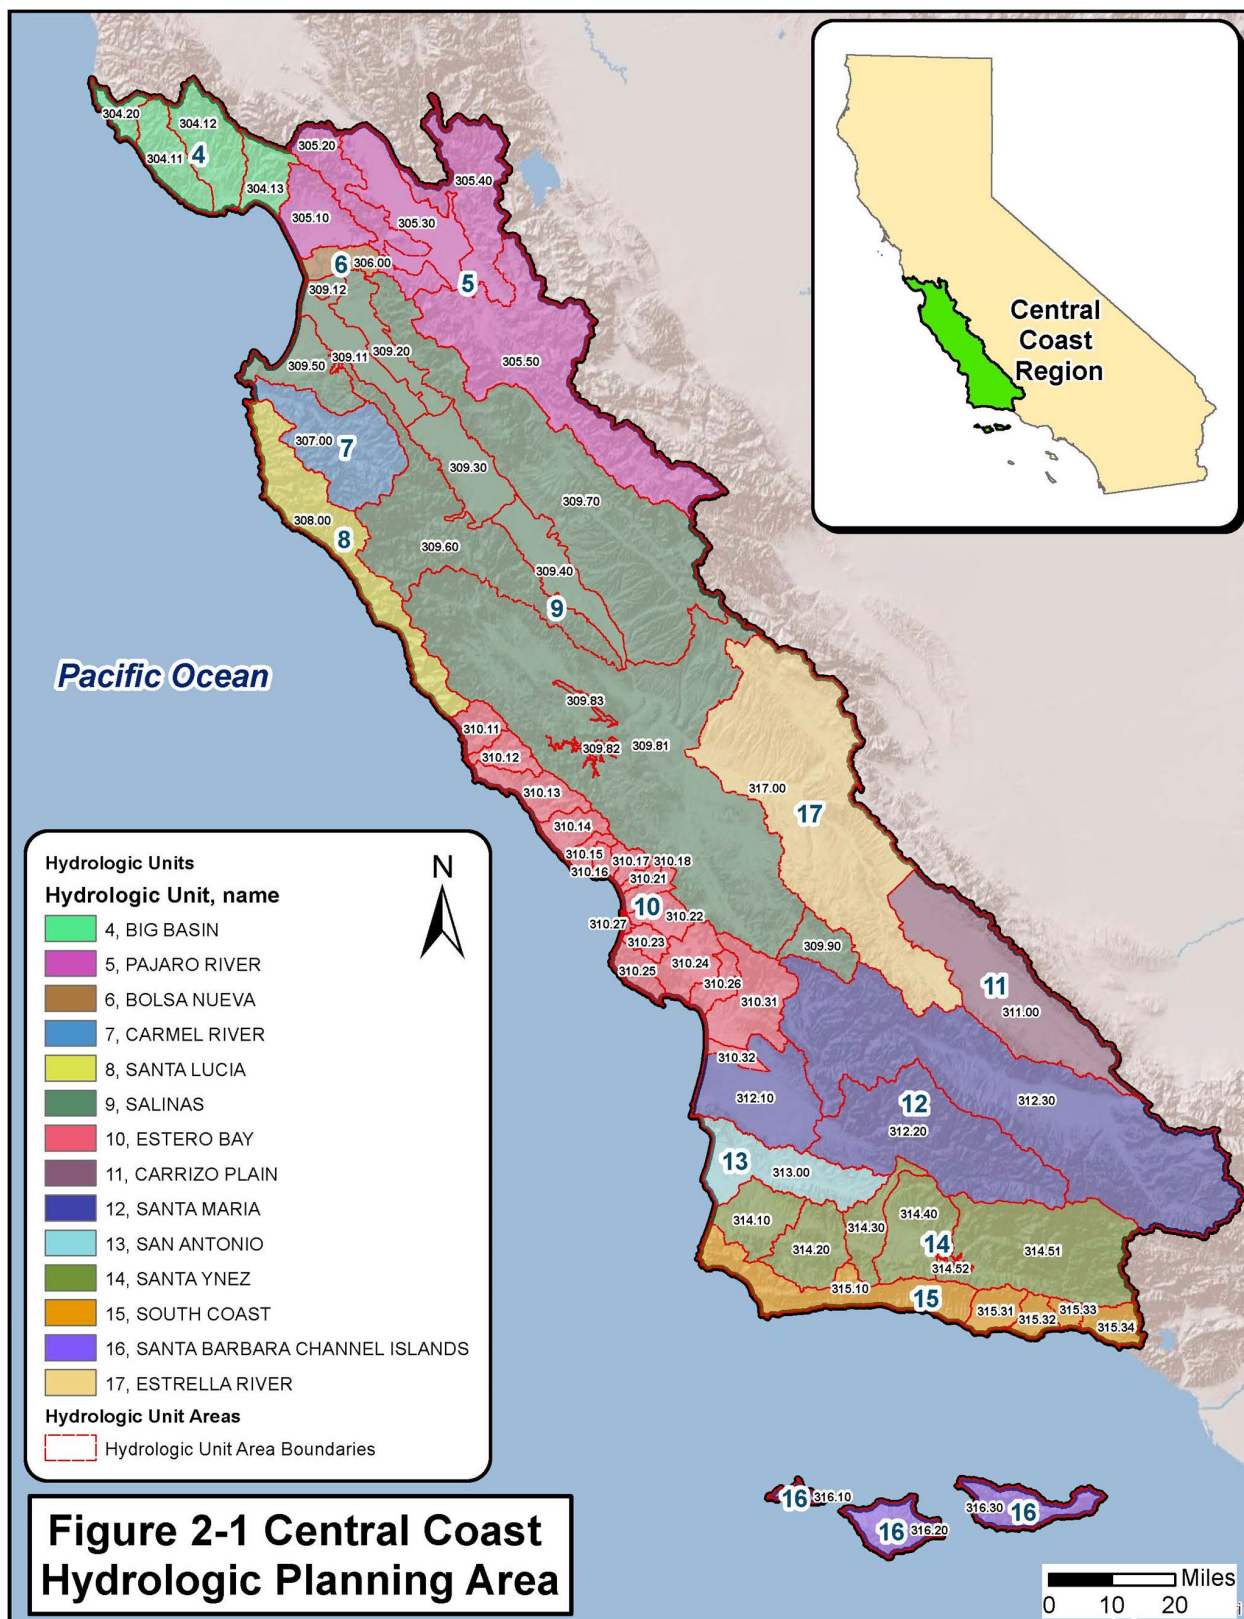 Central
Coast
Region
304.20
304.12
304.11
4
304.13
305.20
305.40
305.10
305.30
6
306.00
5
309.12
309.11
309.20
309.50
305.50
307.00
7
309.30
309.70
308.00
8
309.60
309.40
9
Pacific Ocean
309.83
309.82
309.81
310.11
310.12
310.13
317.00
17
310.14
310.15
310.16
310.17
310.18
310.21
10
310.22
310.27
310.23
310.24
310.25
310.26
310.31
309.90
11
311.00
310.32
312.10
12
312.20
312.30
13
313.00
314.10
314.20
314.30
314.40
14
314.51
314.52
315.10
15
315.31
315.32
315.33
315.34
Hydrologic Units
N
Hydrologic Unit, name
4, BIG BASIN
5, PAJARO RIVER
6, BOLSA NUEVA
7, CARMEL RIVER
8, SANTA LUCIA
9, SALINAS
10, ESTERO BAY
11, CARRIZO PLAIN
12, SANTA MARIA
13, SAN ANTONIO
14, SANTA YNEZ
15, SOUTH COAST
16, SANTA BARBARA CHANNEL ISLANDS
17, ESTRELLA RIVER
Hydrologic Unit Areas
Hydrologic Unit Area Boundaries
16
316.10
16
316.20
316.30
16
Figure 2-1 Central Coast
Hydrologic Planning Area
Miles
0 10 20